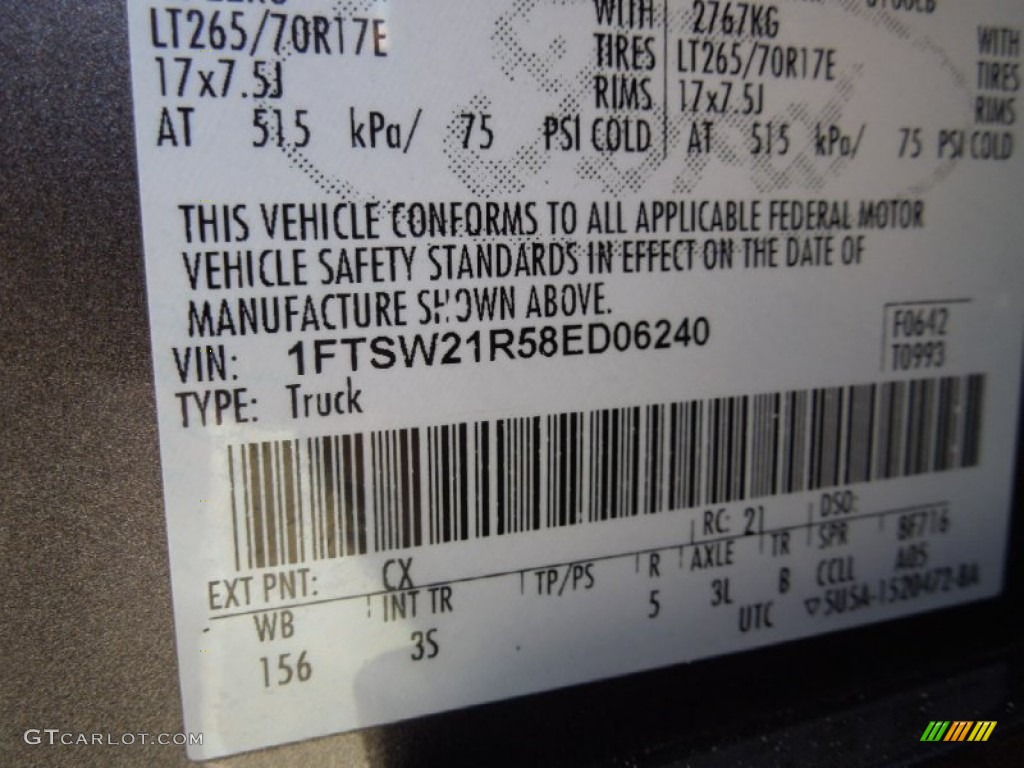 LT265/70R17E WITH 2767KG WITH
17x7.5J TIRES LT265/70R17E TIRES
RIMS 17x7.5J RIMS
AT 515 kPa/ 75 PSI COLD AT 515 kPa/ 75 PSI COLD
THIS VEHICLE CONFORMS TO ALL APPLICABLE FEDERAL MOTOR
VEHICLE SAFETY STANDARDS IN EFFECT ON THE DATE OF
MANUFACTURE SHOWN ABOVE.
VIN: 1FTSW21R58ED06240 F0642
TYPE: Truck T0993
EXT PNT: CX RC: 21 DSO:
WB INT TR TP/PS R AXLE TR SPR BF716
156 3S 5 3L B CCLL ADS
UTC ▽5USA-1520472-BA
GTCARLOT.COM